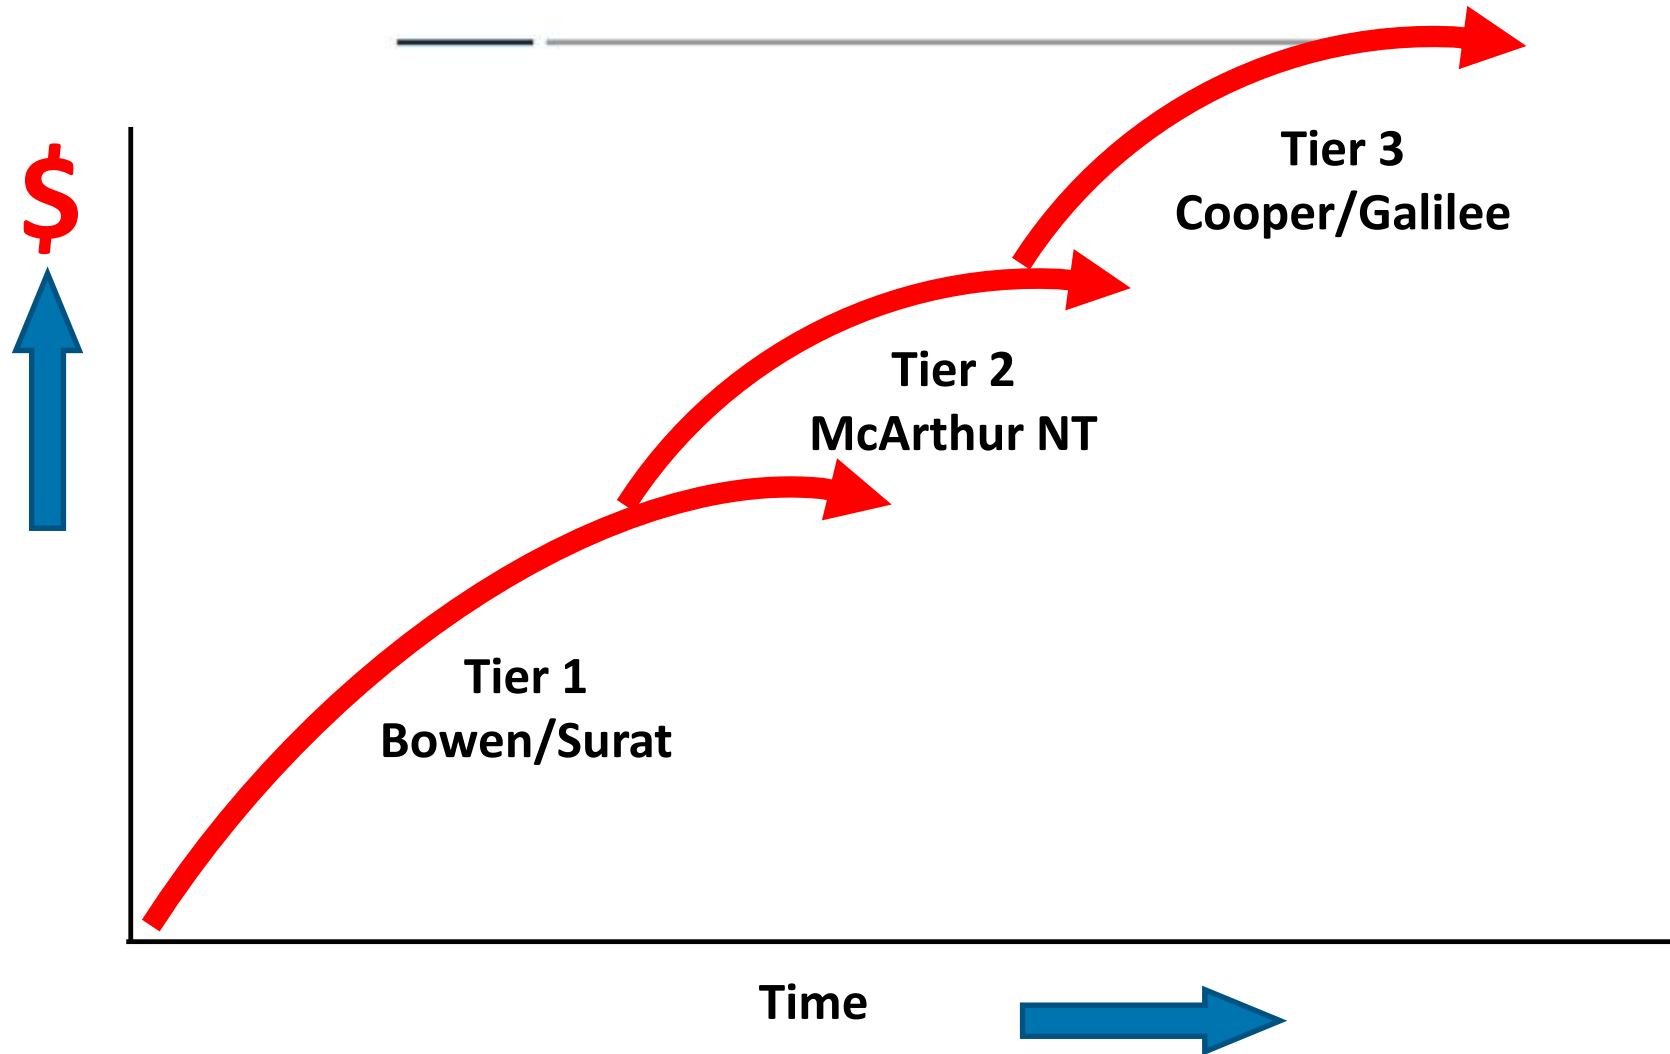 $
Tier 3
Cooper/Galilee
Tier 2
McArthur NT
Tier 1
Bowen/Surat
Time